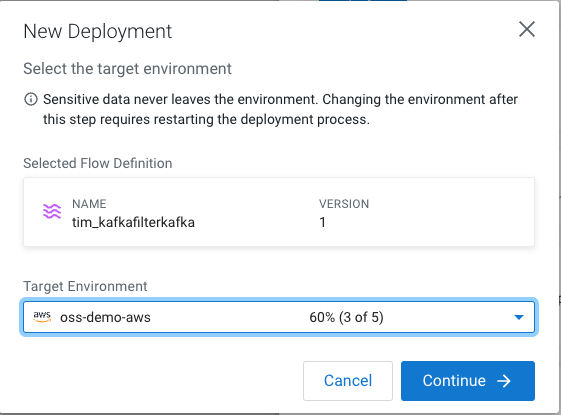 New Deployment
Select the target environment
Sensitive data never leaves the environment. Changing the environment after
this step requires restarting the deployment process.
Selected Flow Definition
NAME VERSION
tim_kafkafilterkafka 1
Target Environment
aws oss-demo-aws 60% (3 of 5)
Cancel Continue